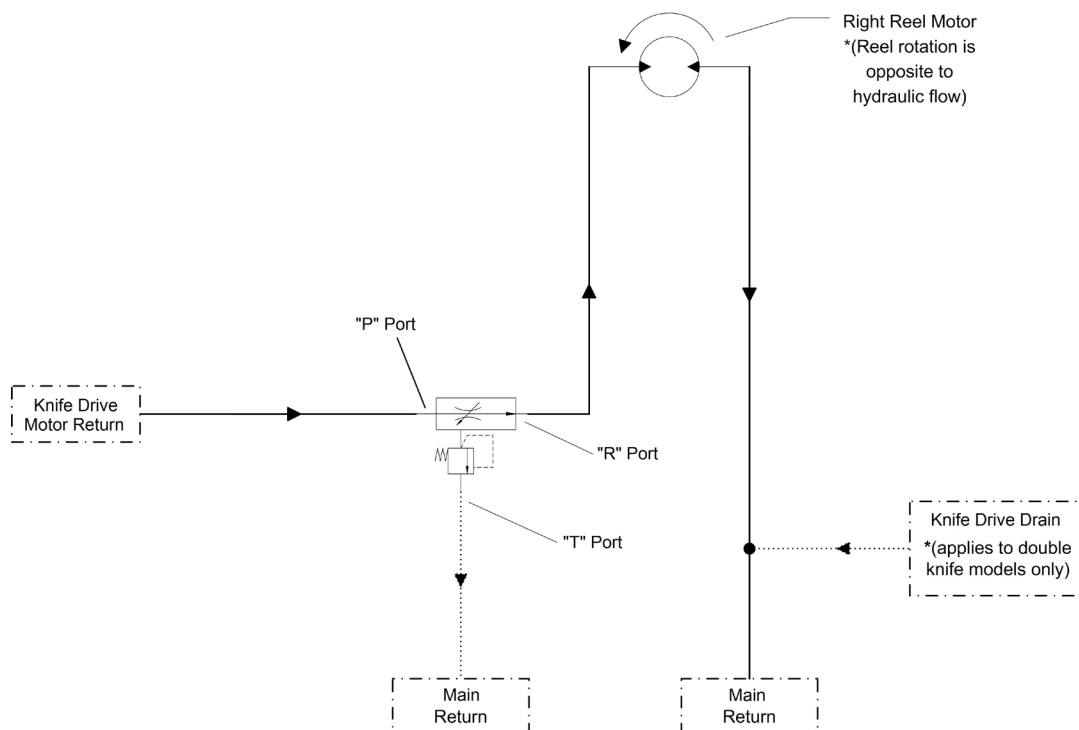 Right Reel Motor
*(Reel rotation is
opposite to
hydraulic flow)
"P" Port
Knife Drive
Motor Return
"R" Port
"T" Port
Knife Drive Drain
*(applies to double
knife models only)
Main
Return
Main
Return